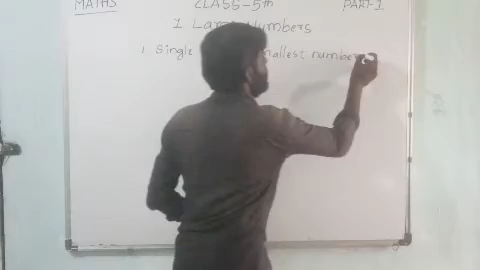 MATHS CLASS-5th PART-1
1 Large Numbers
1. Single smallest number